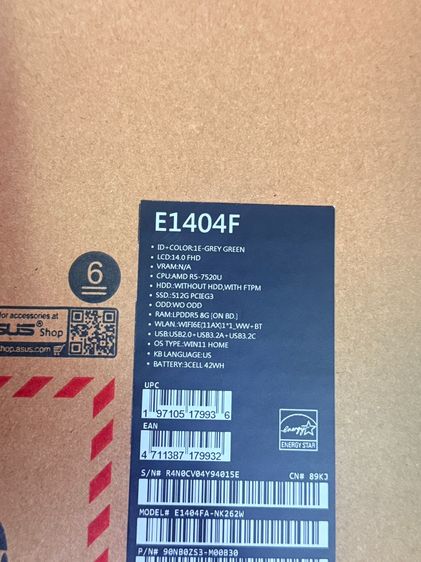 E1404F
• ID+COLOR:1E-GREY GREEN
• LCD:14.0 FHD
• VRAM:N/A
• CPU:AMD R5-7520U
• HDD.:WITHOUT HDD,WITH FTPM
• SSD.:512G PCIEG3
• ODD:WO ODD
• RAM:LPDDR5 8G [ON BD.]
• WLAN.:WIFI6E(11AX)1*1_WW+BT
• USB:USB2.0+USB3.2A+USB3.2C
• OS TYPE:WIN11 HOME
• KB LANGUAGE:US
• BATTERY:3CELL 42WH
6
for accessories at
SUS® Shop
shop.asus.com
UPC
1 97105 17993 6
EAN
4 711387 179932
energy
ENERGY STAR
S/N# R4N0CV04Y94015E CN# 89KJ
MODEL# E1404FA-NK262W
P/N# 90NB0ZS3-M00B30